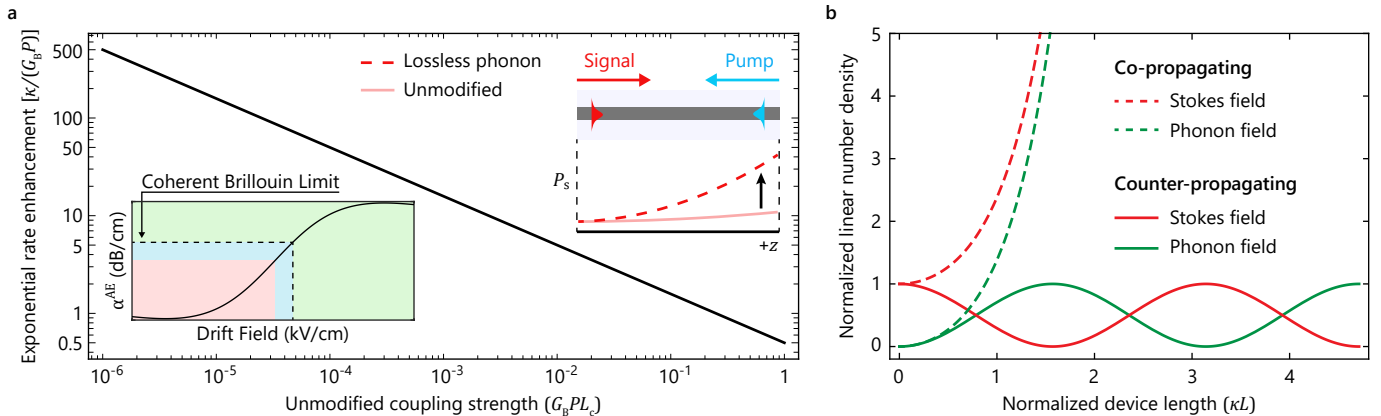 a
Exponential rate enhancement [κ/(G_BP)]
500
100
50
10
5
1
0.5
10⁻⁶
10⁻⁵
10⁻⁴
10⁻³
10⁻²
10⁻¹
1
Unmodified coupling strength (G_BPL_c)
Lossless phonon
Unmodified
Signal
Pump
P_s
+z
Coherent Brillouin Limit
α^AE (dB/cm)
Drift Field (kV/cm)
b
Normalized linear number density
5
4
3
2
1
0
0
1
2
3
4
Normalized device length (κL)
Co-propagating
Stokes field
Phonon field
Counter-propagating
Stokes field
Phonon field